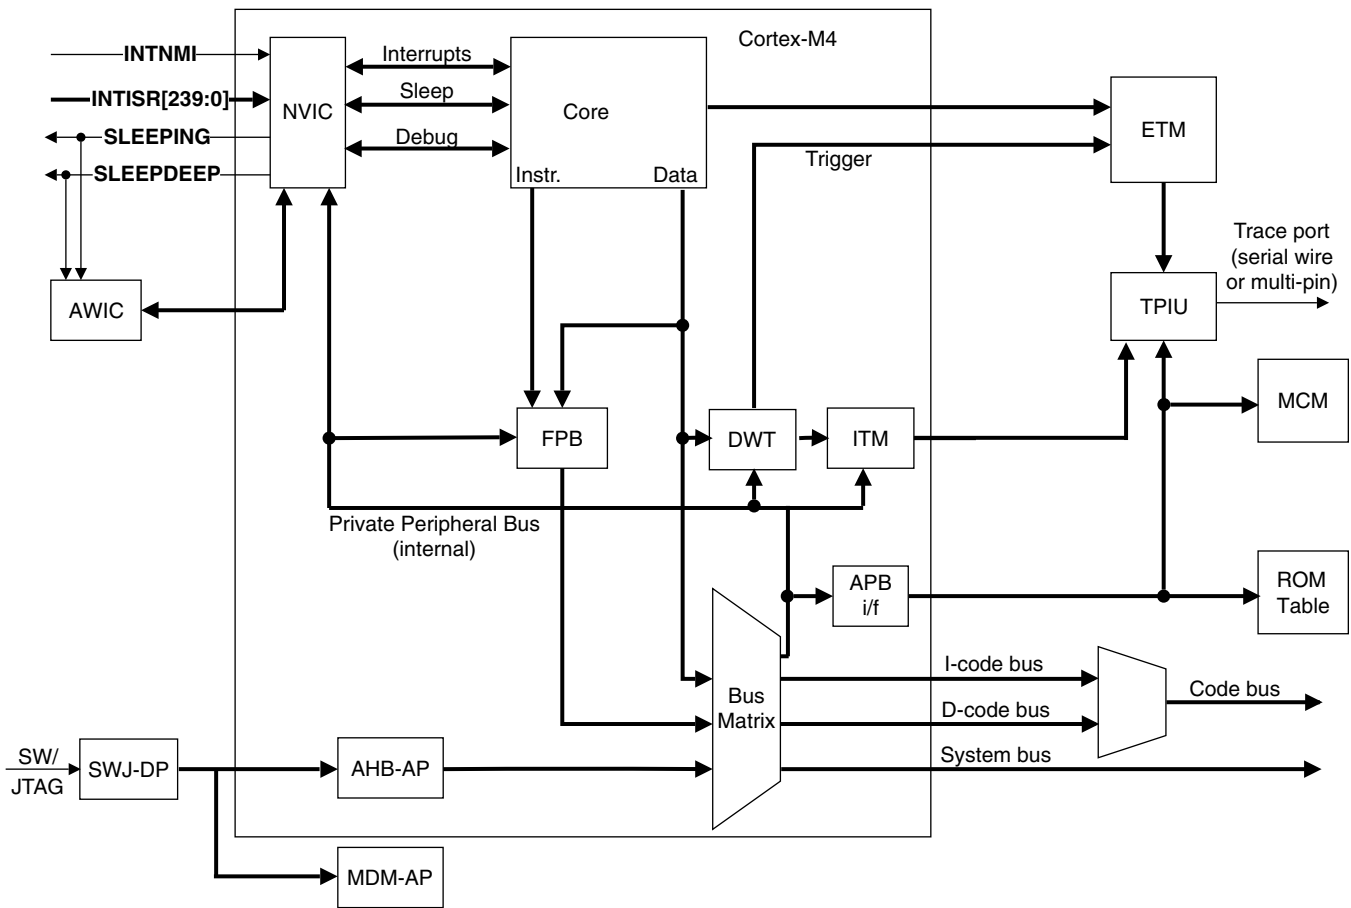 Cortex-M4
INTNMI
INTISR[239:0]
SLEEPING
SLEEPDEEP
NVIC
Interrupts
Sleep
Debug
Core
Instr.
Data
ETM
Trigger
Trace port
(serial wire
or multi-pin)
AWIC
TPIU
MCM
FPB
DWT
ITM
Private Peripheral Bus
(internal)
APB
i/f
ROM
Table
Bus
Matrix
I-code bus
D-code bus
Code bus
System bus
SW/
JTAG
SWJ-DP
AHB-AP
MDM-AP